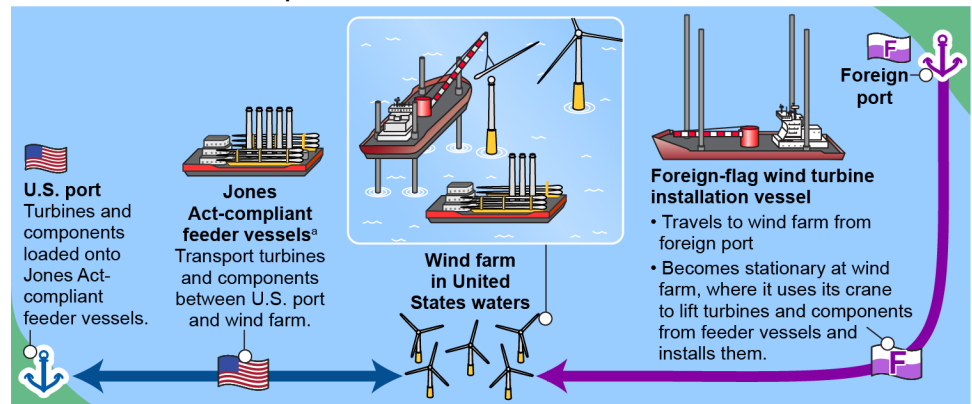 U.S. port
Turbines and
components
loaded onto
Jones Act-
compliant
feeder vessels.
Jones
Act-compliant
feeder vesselsᵃ
Transport turbines
and components
between U.S. port
and wind farm.
Wind farm
in United
States waters
Foreign-flag wind turbine
installation vessel
• Travels to wind farm from
foreign port
• Becomes stationary at wind
farm, where it uses its crane
to lift turbines and components
from feeder vessels and
installs them.
F
Foreign
port
F